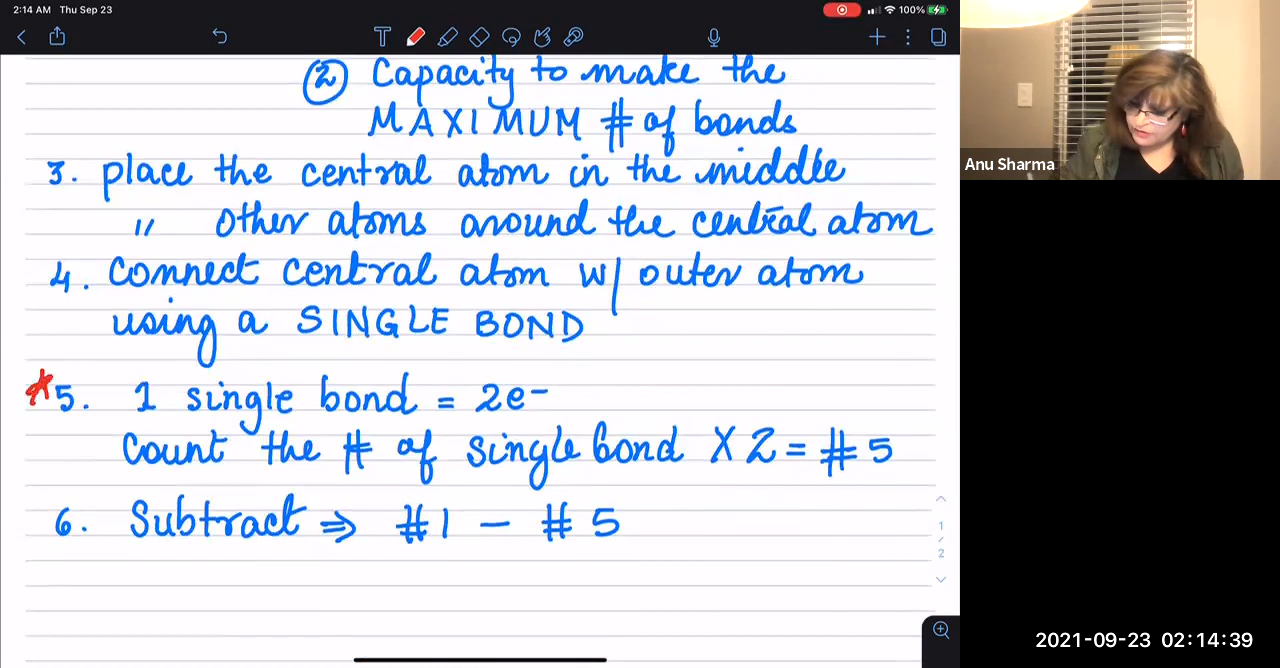 2:14 AM Thu Sep 23
100%
② Capacity to make the
MAXIMUM # of bonds
3. place the central atom in the middle
〃 other atoms around the central atom
4. Connect central atom w/ outer atom
using a SINGLE BOND
*5. 1 single bond = 2e⁻
Count the # of single bond X 2 = #5
6. Subtract ⇒ #1 − #5
1
/
2
Anu Sharma
2021-09-23 02:14:39